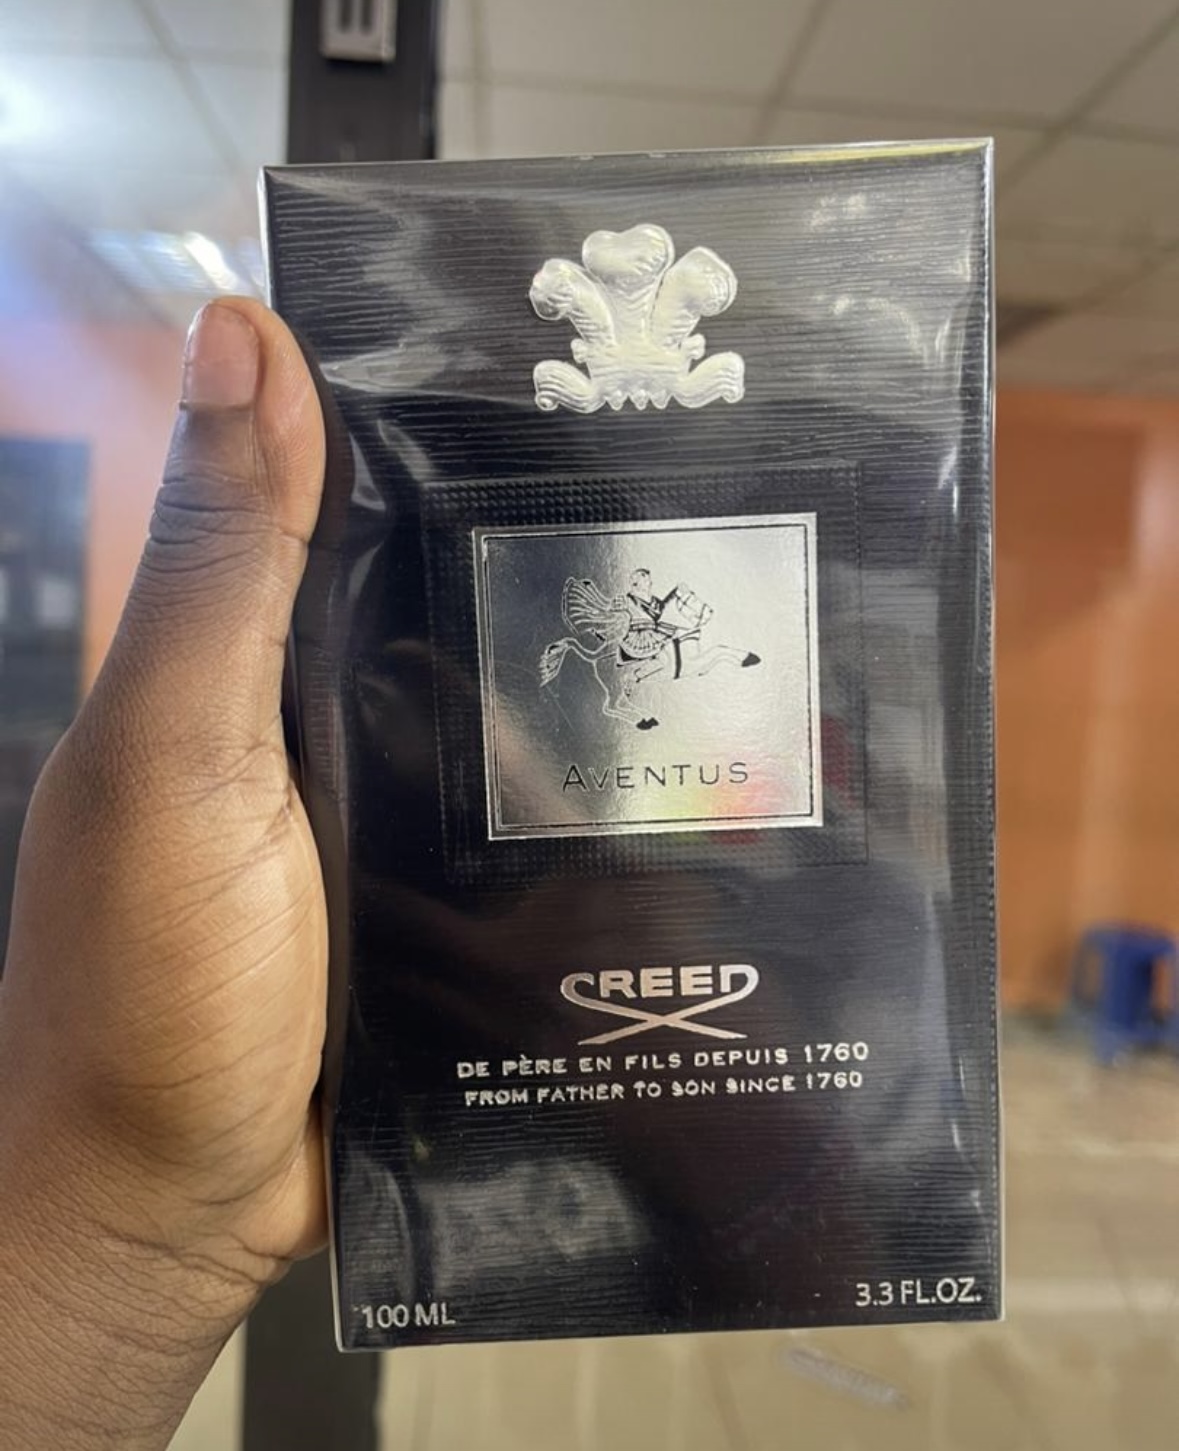 AVENTUS
CREED
DE PÈRE EN FILS DEPUIS 1760
FROM FATHER TO SON SINCE 1760
100 ML
3.3 FL.OZ.